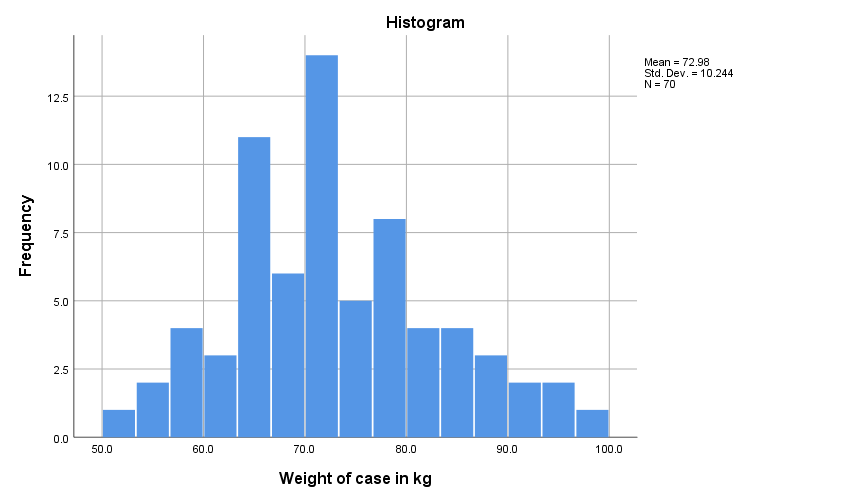 Histogram
Mean = 72.98
Std. Dev. = 10.244
N = 70
12.5
10.0
7.5
5.0
2.5
0.0
Frequency
50.0 60.0 70.0 80.0 90.0 100.0
Weight of case in kg